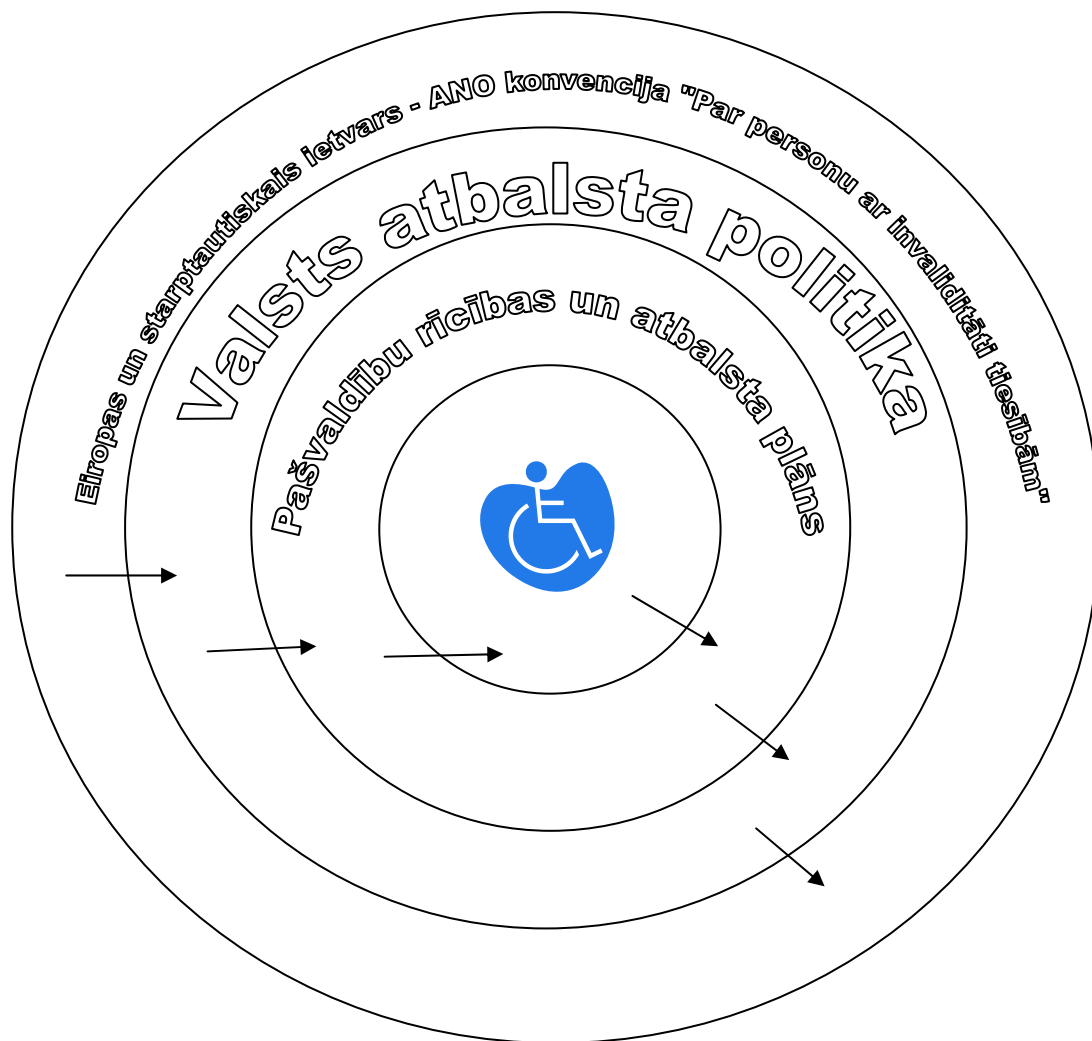 Eiropas un starptautiskais ietvars - ANO konvencija "Par personu ar invaliditāti tiesībām"
Valsts atbalsta politika
Pašvaldību rīcības un atbalsta plāns